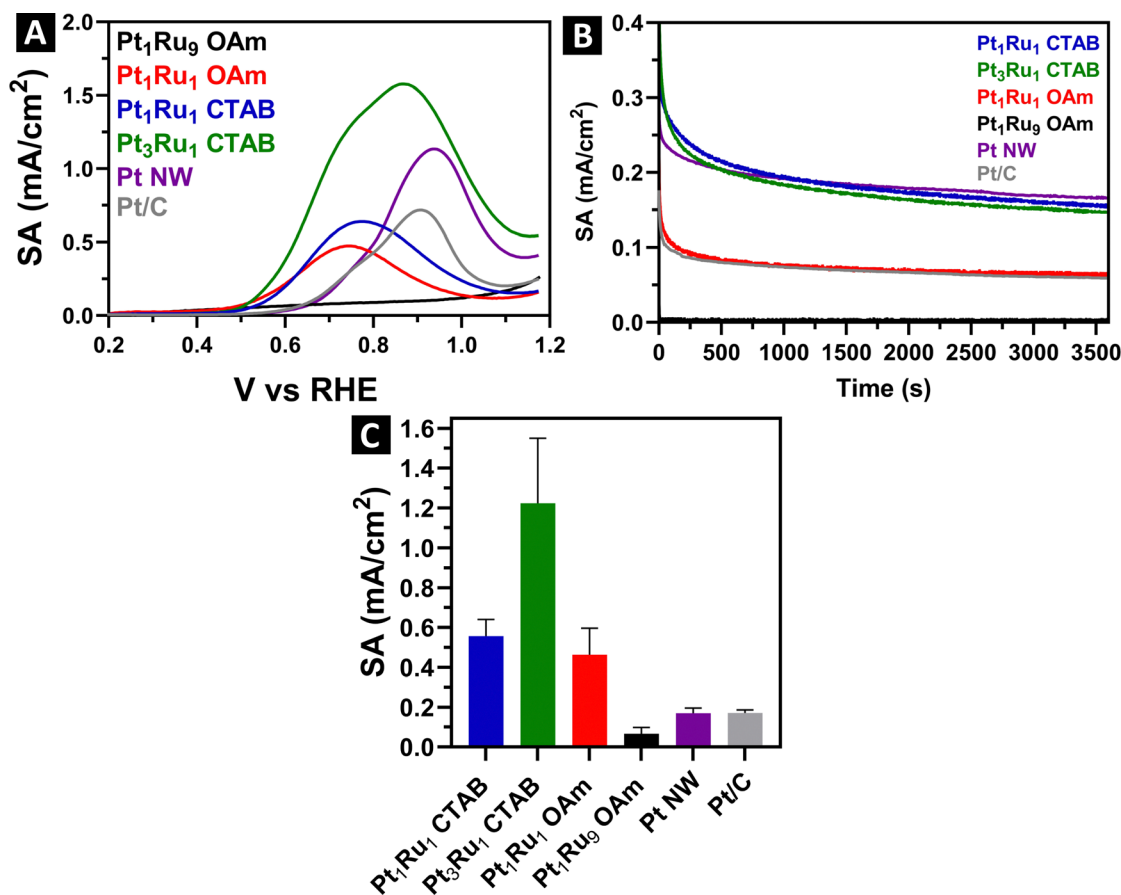 A
Pt₁Ru₉ OAm
Pt₁Ru₁ OAm
Pt₁Ru₁ CTAB
Pt₃Ru₁ CTAB
Pt NW
Pt/C
SA (mA/cm²)
2.0
1.5
1.0
0.5
0.0
0.2 0.4 0.6 0.8 1.0 1.2
V vs RHE
B
Pt₁Ru₁ CTAB
Pt₃Ru₁ CTAB
Pt₁Ru₁ OAm
Pt₁Ru₉ OAm
Pt NW
Pt/C
SA (mA/cm²)
0.4
0.3
0.2
0.1
0.0
0 500 1000 1500 2000 2500 3000 3500
Time (s)
C
SA (mA/cm²)
1.6
1.4
1.2
1.0
0.8
0.6
0.4
0.2
0.0
Pt₁Ru₁ CTAB
Pt₃Ru₁ CTAB
Pt₁Ru₁ OAm
Pt₁Ru₉ OAm
Pt NW
Pt/C